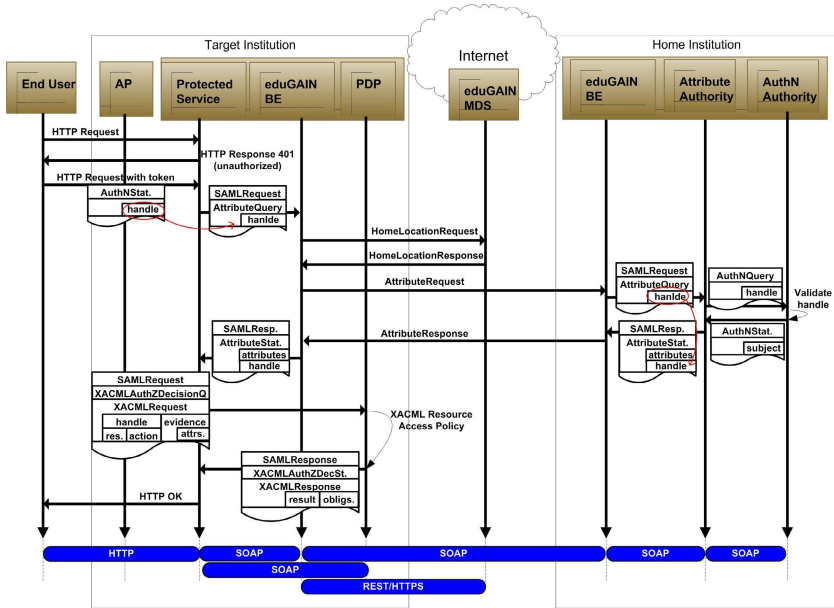 Target Institution
Internet
Home Institution
End User
AP
Protected
Service
eduGAIN
BE
PDP
eduGAIN
MDS
eduGAIN
BE
Attribute
Authority
AuthN
Authority
HTTP Request
HTTP Response 401
(unauthorized)
HTTP Request with token
AuthNStat.
handle
SAMLRequest
AttributeQuery
hanlde
HomeLocationRequest
HomeLocationResponse
AttributeRequest
SAMLRequest
AttributeQuery
hanlde
AuthNQuery
handle
Validate
handle
AttributeResponse
SAMLResp.
AttributeStat.
attributes
handle
SAMLResp.
AttributeStat.
attributes
handle
AuthNStat.
subject
SAMLRequest
XACMLAuthZDecisionQ
XACMLRequest
handle
evidence
res.
action
attrs.
XACML Resource
Access Policy
SAMLResponse
XACMLAuthZDecSt.
XACMLResponse
result
obligs.
HTTP OK
HTTP
SOAP
SOAP
SOAP
SOAP
SOAP
REST/HTTPS